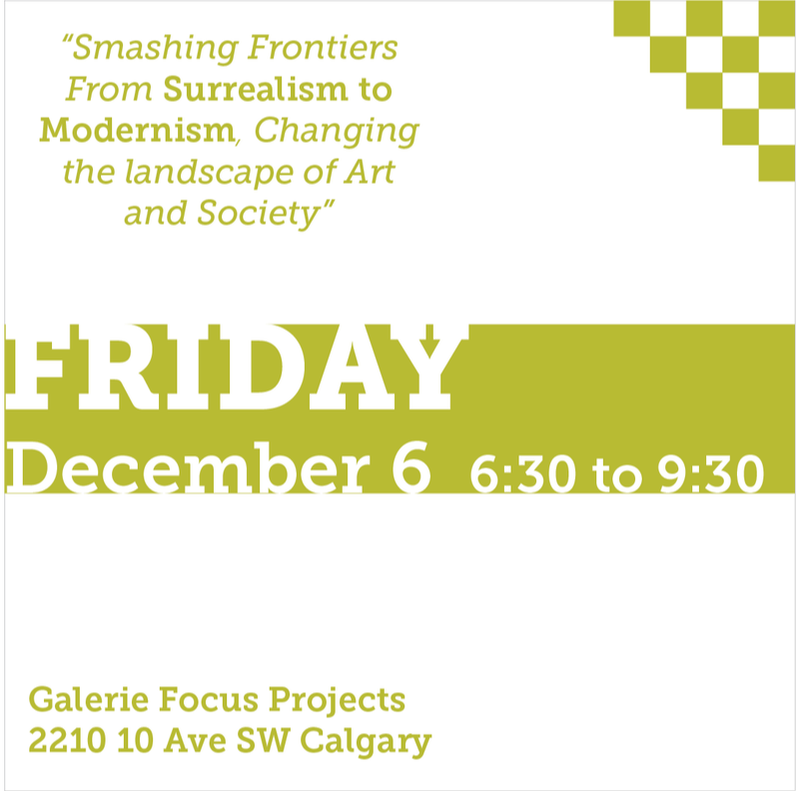 “Smashing Frontiers
From Surrealism to
Modernism, Changing
the landscape of Art
and Society”
FRIDAY
December 6 6:30 to 9:30
Galerie Focus Projects
2210 10 Ave SW Calgary